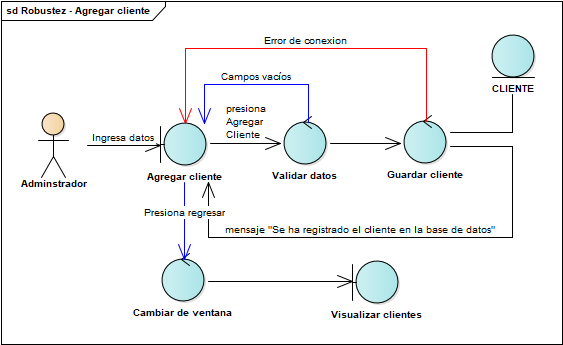 sd Robustez - Agregar cliente
Error de conexion
Campos vacíos
CLIENTE
presiona
Agregar
Cliente
Ingresa datos
Adminstrador
Agregar cliente
Validar datos
Guardar cliente
Presiona regresar
mensaje "Se ha registrado el cliente en la base de datos"
Cambiar de ventana
Visualizar clientes